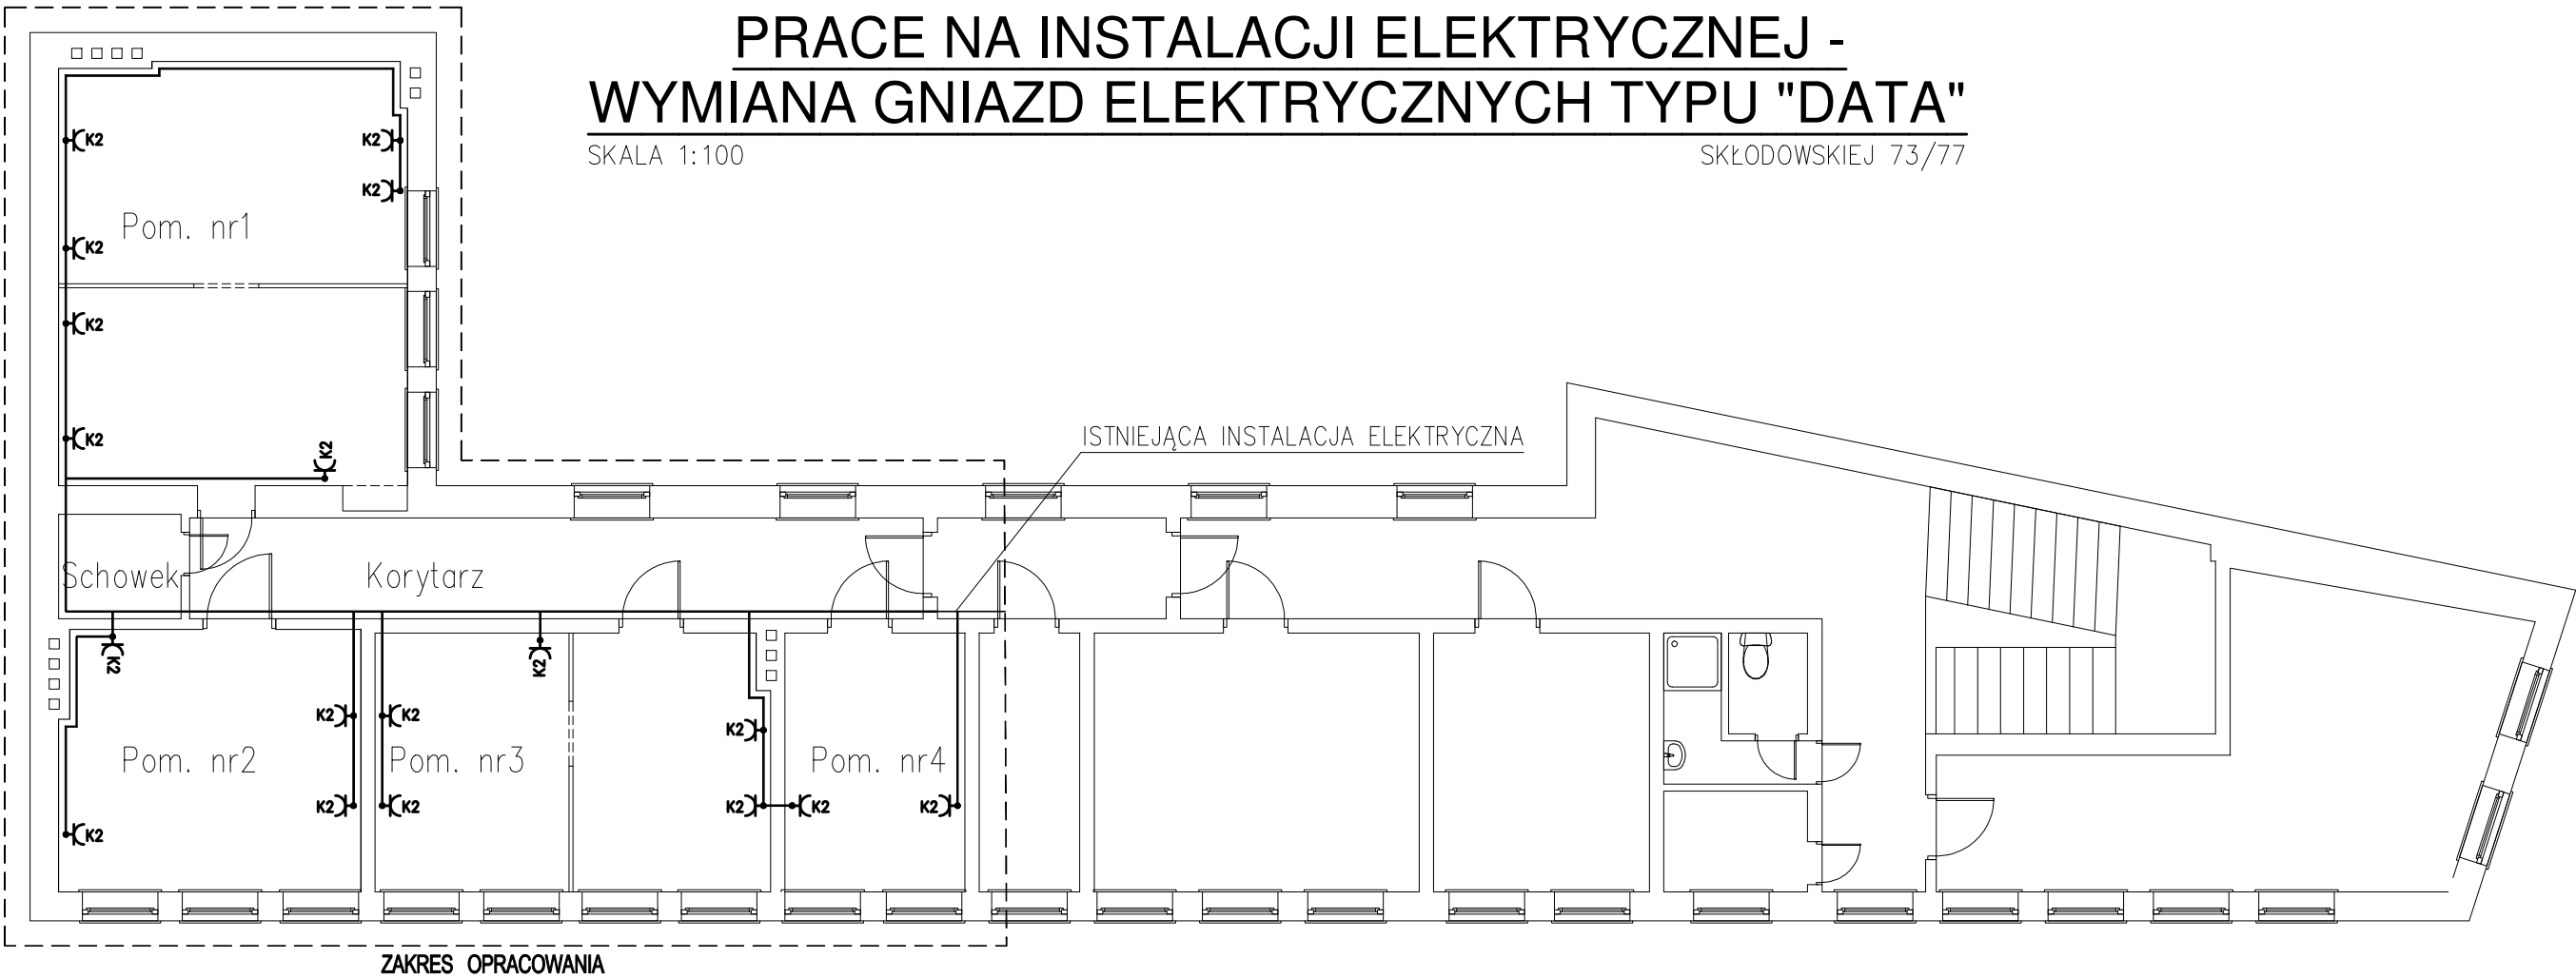 PRACE NA INSTALACJI ELEKTRYCZNEJ -
WYMIANA GNIAZD ELEKTRYCZNYCH TYPU "DATA"
SKALA 1:100
SKŁODOWSKIEJ 73/77
K2
K2
K2
Pom. nr1
K2
K2
K2
K2
ISTNIEJĄCA INSTALACJA ELEKTRYCZNA
Schowek
Korytarz
K2
K2
K2
K2
K2
Pom. nr2
Pom. nr3
Pom. nr4
K2
K2
K2
K2
K2
K2
ZAKRES OPRACOWANIA